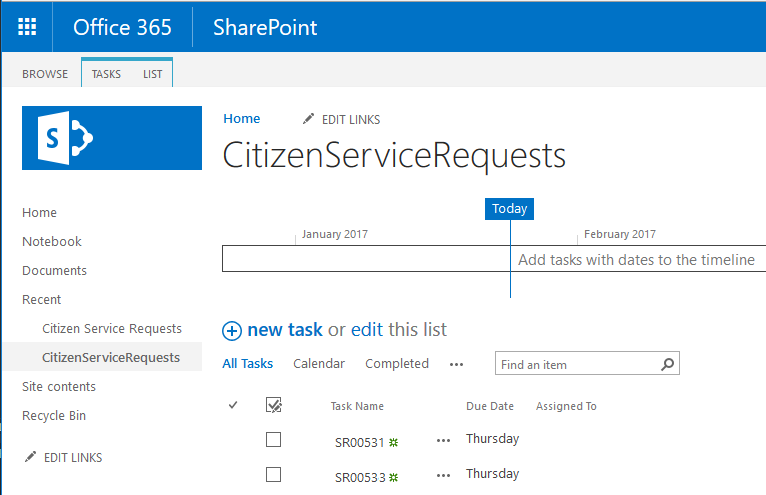 Office 365 SharePoint
BROWSE TASKS LIST
S
Home EDIT LINKS
CitizenServiceRequests
Today
January 2017 February 2017
Add tasks with dates to the timeline
Home
Notebook
Documents
Recent
Citizen Service Requests
CitizenServiceRequests
Site contents
Recycle Bin
EDIT LINKS
new task or edit this list
All Tasks Calendar Completed ••• Find an item
Task Name Due Date Assigned To
SR00531 ••• Thursday
SR00533 ••• Thursday